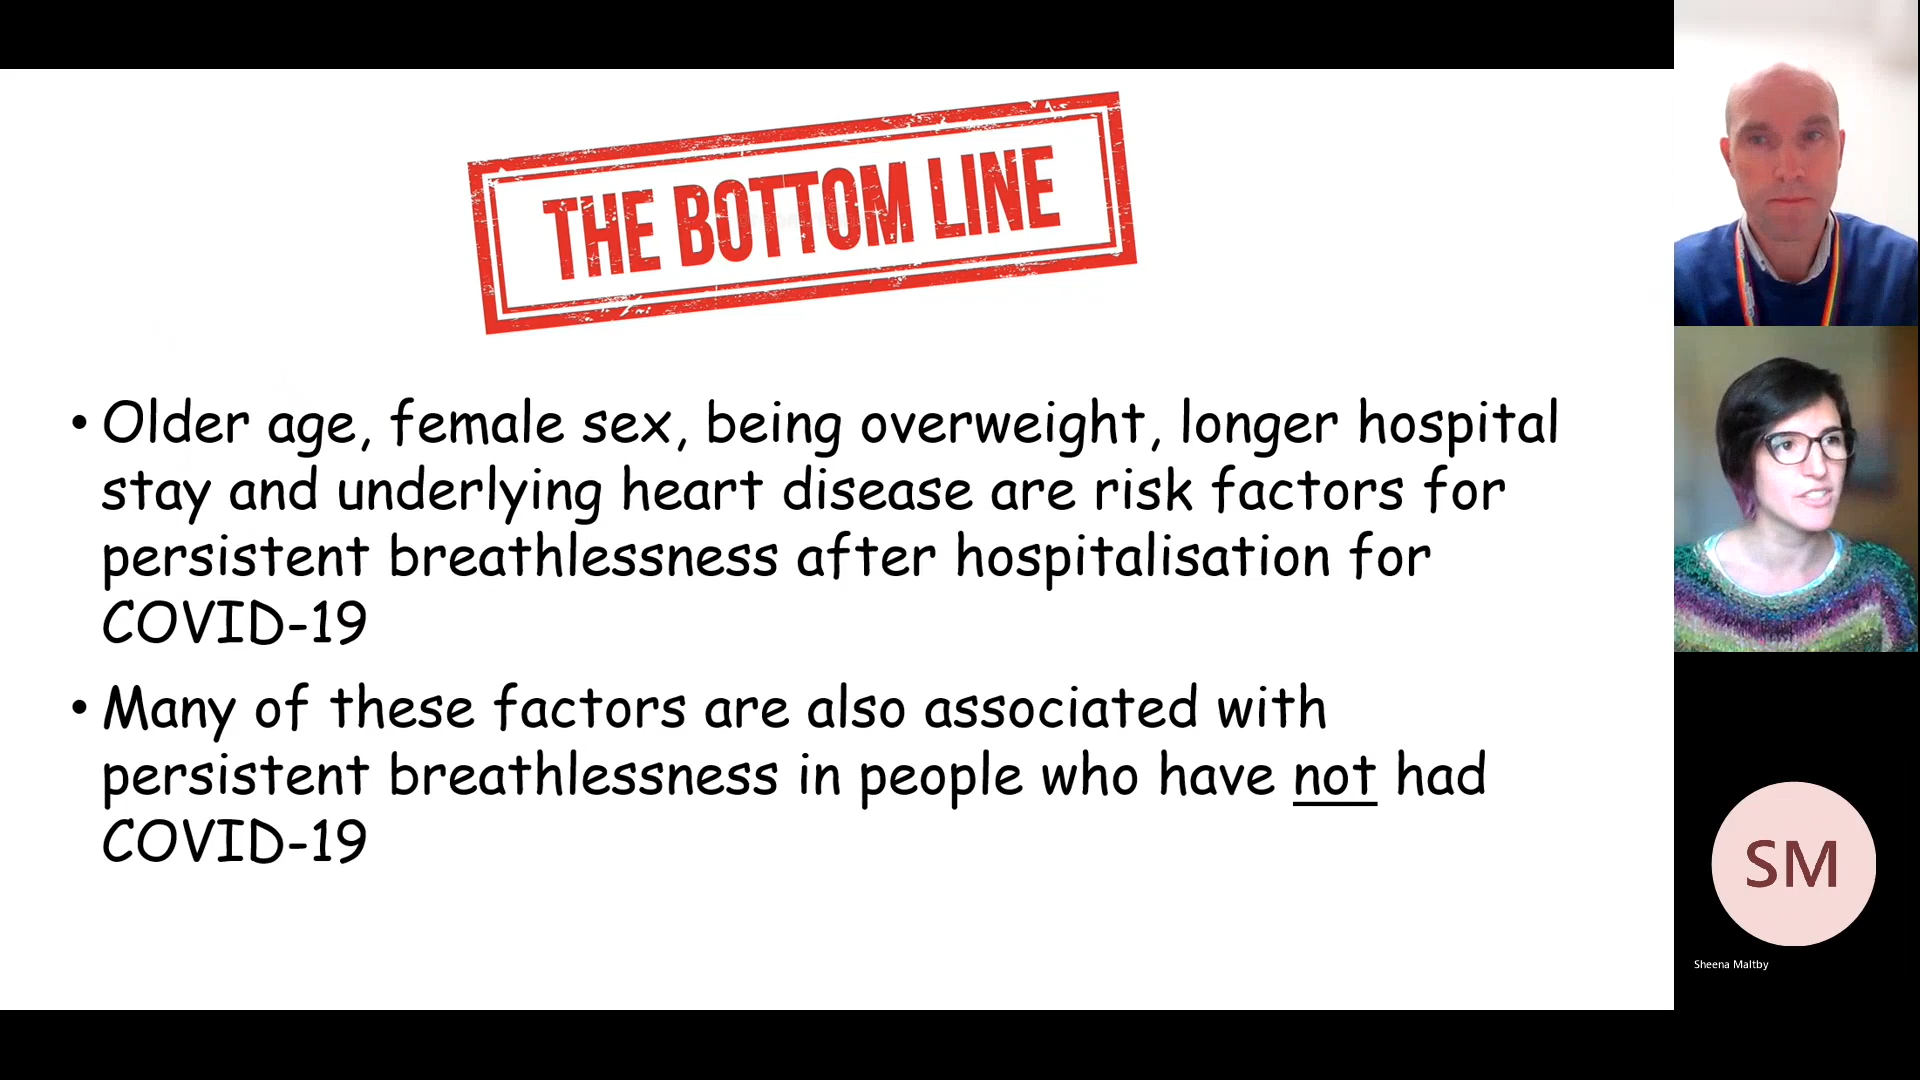 THE BOTTOM LINE
• Older age, female sex, being overweight, longer hospital
stay and underlying heart disease are risk factors for
persistent breathlessness after hospitalisation for
COVID-19
• Many of these factors are also associated with
persistent breathlessness in people who have not had
COVID-19
SM
Sheena Maltby